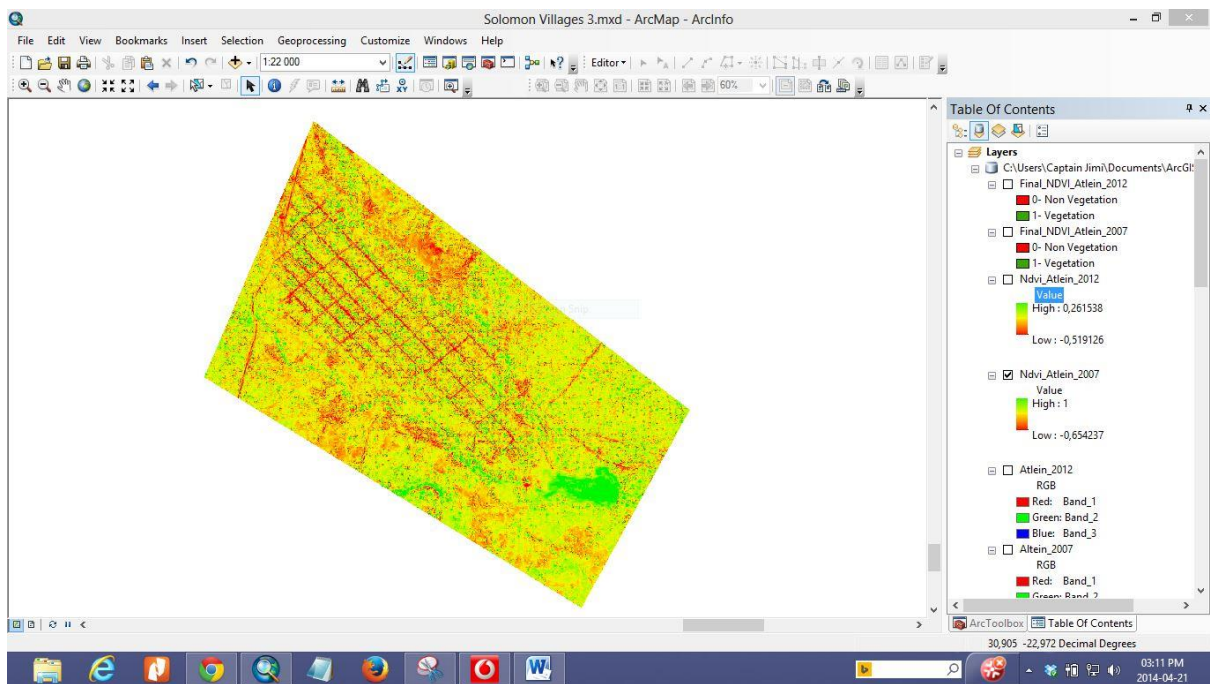 Solomon Villages 3.mxd - ArcMap - ArcInfo
File Edit View Bookmarks Insert Selection Geoprocessing Customize Windows Help
1:22 000
Editor
60%
Table Of Contents
Layers
C:\Users\Captain Jimi\Documents\ArcGI
Final_NDVI_Atlein_2012
0- Non Vegetation
1- Vegetation
Final_NDVI_Atlein_2007
0- Non Vegetation
1- Vegetation
Ndvi_Atlein_2012
Value
High : 0,261538
Low : -0,519126
Ndvi_Atlein_2007
Value
High : 1
Low : -0,654237
Atlein_2012
RGB
Red: Band_1
Green: Band_2
Blue: Band_3
Altein_2007
RGB
Red: Band_1
Green: Band_2
ArcToolbox Table Of Contents
30,905 -22,972 Decimal Degrees
03:11 PM
2014-04-21